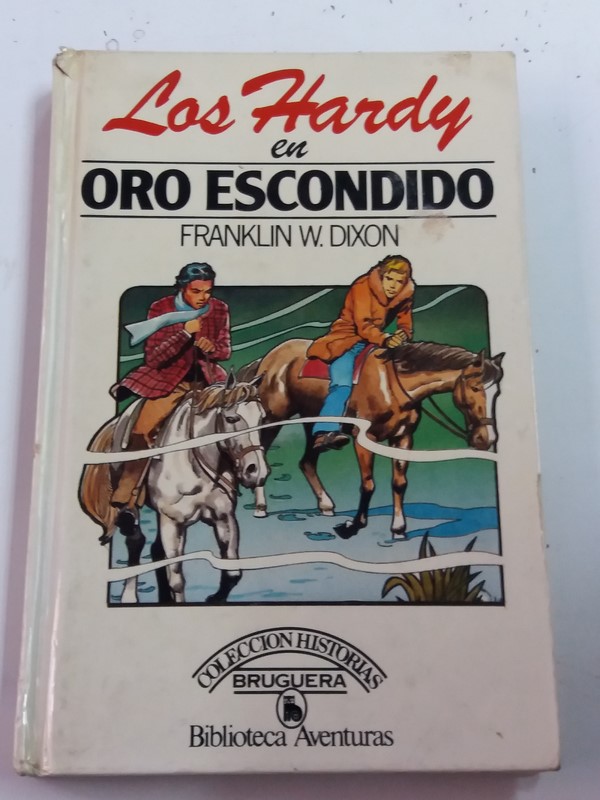 Los Hardy
en
ORO ESCONDIDO
FRANKLIN W. DIXON
COLECCION HISTORIAS
BRUGUERA
Biblioteca Aventuras